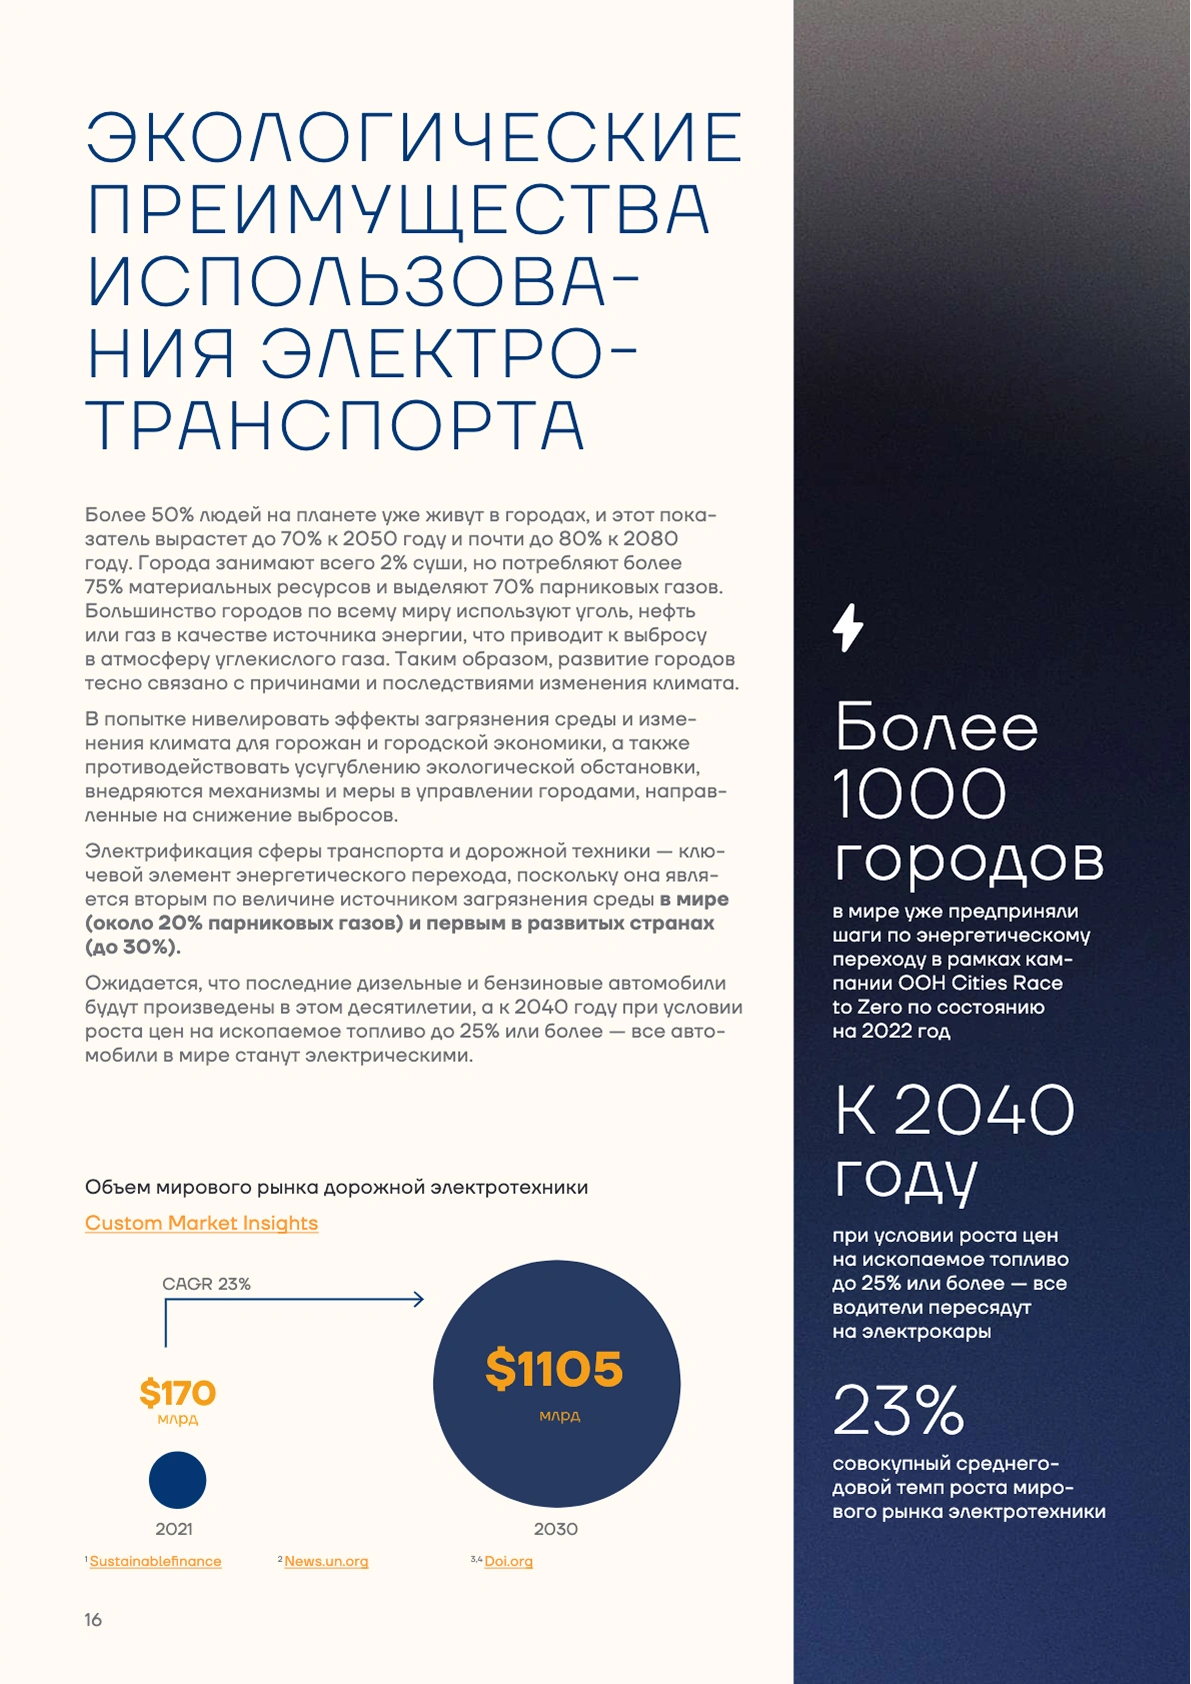 ЭКОЛОГИЧЕСКИЕ
ПРЕИМУЩЕСТВА
ИСПОЛЬЗОВА-
НИЯ ЭЛЕКТРО-
ТРАНСПОРТА
Более 50% людей на планете уже живут в городах, и этот пока-
затель вырастет до 70% к 2050 году и почти до 80% к 2080
году. Города занимают всего 2% суши, но потребляют более
75% материальных ресурсов и выделяют 70% парниковых газов.
Большинство городов по всему миру используют уголь, нефть
или газ в качестве источника энергии, что приводит к выбросу
в атмосферу углекислого газа. Таким образом, развитие городов
тесно связано с причинами и последствиями изменения климата.
В попытке нивелировать эффекты загрязнения среды и изме-
нения климата для горожан и городской экономики, а также
противодействовать усугублению экологической обстановки,
внедряются механизмы и меры в управлении городами, направ-
ленные на снижение выбросов.
Электрификация сферы транспорта и дорожной техники — клю-
чевой элемент энергетического перехода, поскольку она явля-
ется вторым по величине источником загрязнения среды в мире
(около 20% парниковых газов) и первым в развитых странах
(до 30%).
Ожидается, что последние дизельные и бензиновые автомобили
будут произведены в этом десятилетии, а к 2040 году при условии
роста цен на ископаемое топливо до 25% или более — все авто-
мобили в мире станут электрическими.
Объем мирового рынка дорожной электротехники
Custom Market Insights
CAGR 23%
$170
млрд
2021
$1105
млрд
2030
1 Sustainablefinance
2 News.un.org
3,4 Doi.org
16
Более
1000
городов
в мире уже предприняли
шаги по энергетическому
переходу в рамках кам-
пании ООН Cities Race
to Zero по состоянию
на 2022 год
К 2040
году
при условии роста цен
на ископаемое топливо
до 25% или более — все
водители пересядут
на электрокары
23%
совокупный среднего-
довой темп роста миро-
вого рынка электротехники